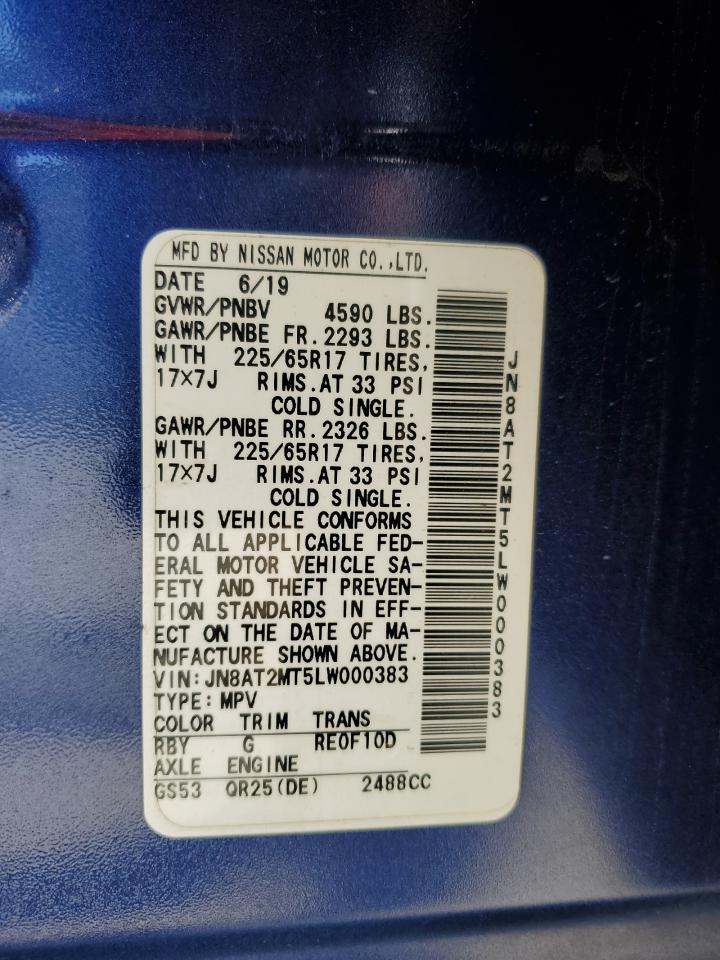 MFD BY NISSAN MOTOR CO.,LTD.
DATE 6/19
GVWR/PNBV 4590 LBS.
GAWR/PNBE FR.2293 LBS.
WITH 225/65R17 TIRES,
17×7J RIMS.AT 33 PSI
COLD SINGLE.
GAWR/PNBE RR.2326 LBS.
WITH 225/65R17 TIRES,
17×7J RIMS.AT 33 PSI
COLD SINGLE.
THIS VEHICLE CONFORMS
TO ALL APPLICABLE FED-
ERAL MOTOR VEHICLE SA-
FETY AND THEFT PREVEN-
TION STANDARDS IN EFF-
ECT ON THE DATE OF MA-
NUFACTURE SHOWN ABOVE.
VIN:JN8AT2MT5LW000383
TYPE:MPV
COLOR TRIM TRANS
RBY G RE0F10D
AXLE ENGINE
GS53 QR25(DE) 2488CC
JN8AT2MT5LW000383